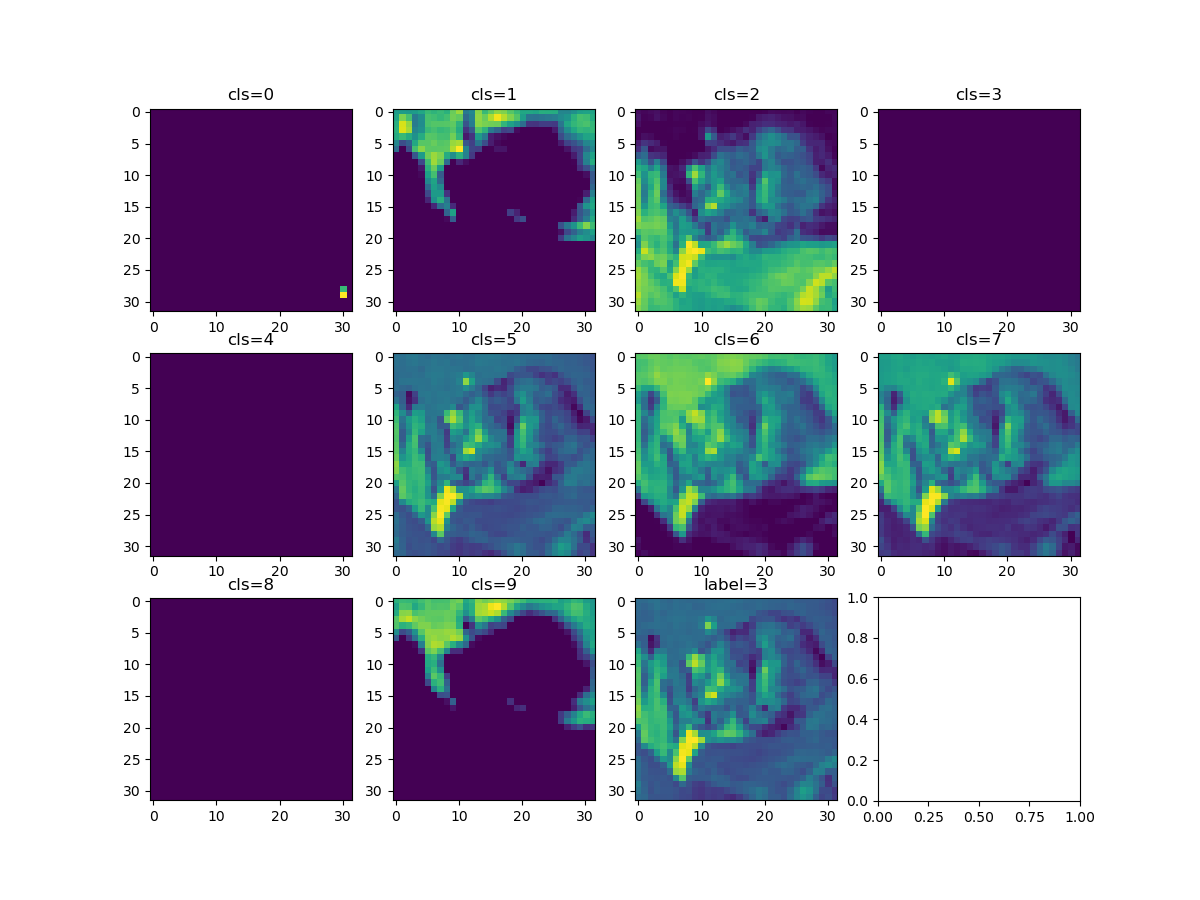 cls=0 cls=1 cls=2 cls=3
0 0 0 0
5 5 5 5
10 10 10 10
15 15 15 15
20 20 20 20
25 25 25 25
30 30 30 30
0 10 20 30 0 10 20 30 0 10 20 30 0 10 20 30
cls=4 cls=5 cls=6 cls=7
0 0 0 0
5 5 5 5
10 10 10 10
15 15 15 15
20 20 20 20
25 25 25 25
30 30 30 30
0 10 20 30 0 10 20 30 0 10 20 30 0 10 20 30
cls=8 cls=9 label=3
0 0 0 1.0
5 5 5 0.8
10 10 10
15 15 15 0.6
20 20 20 0.4
25 25 25 0.2
30 30 30 0.0
0 10 20 30 0 10 20 30 0 10 20 30 0.00 0.25 0.50 0.75 1.00